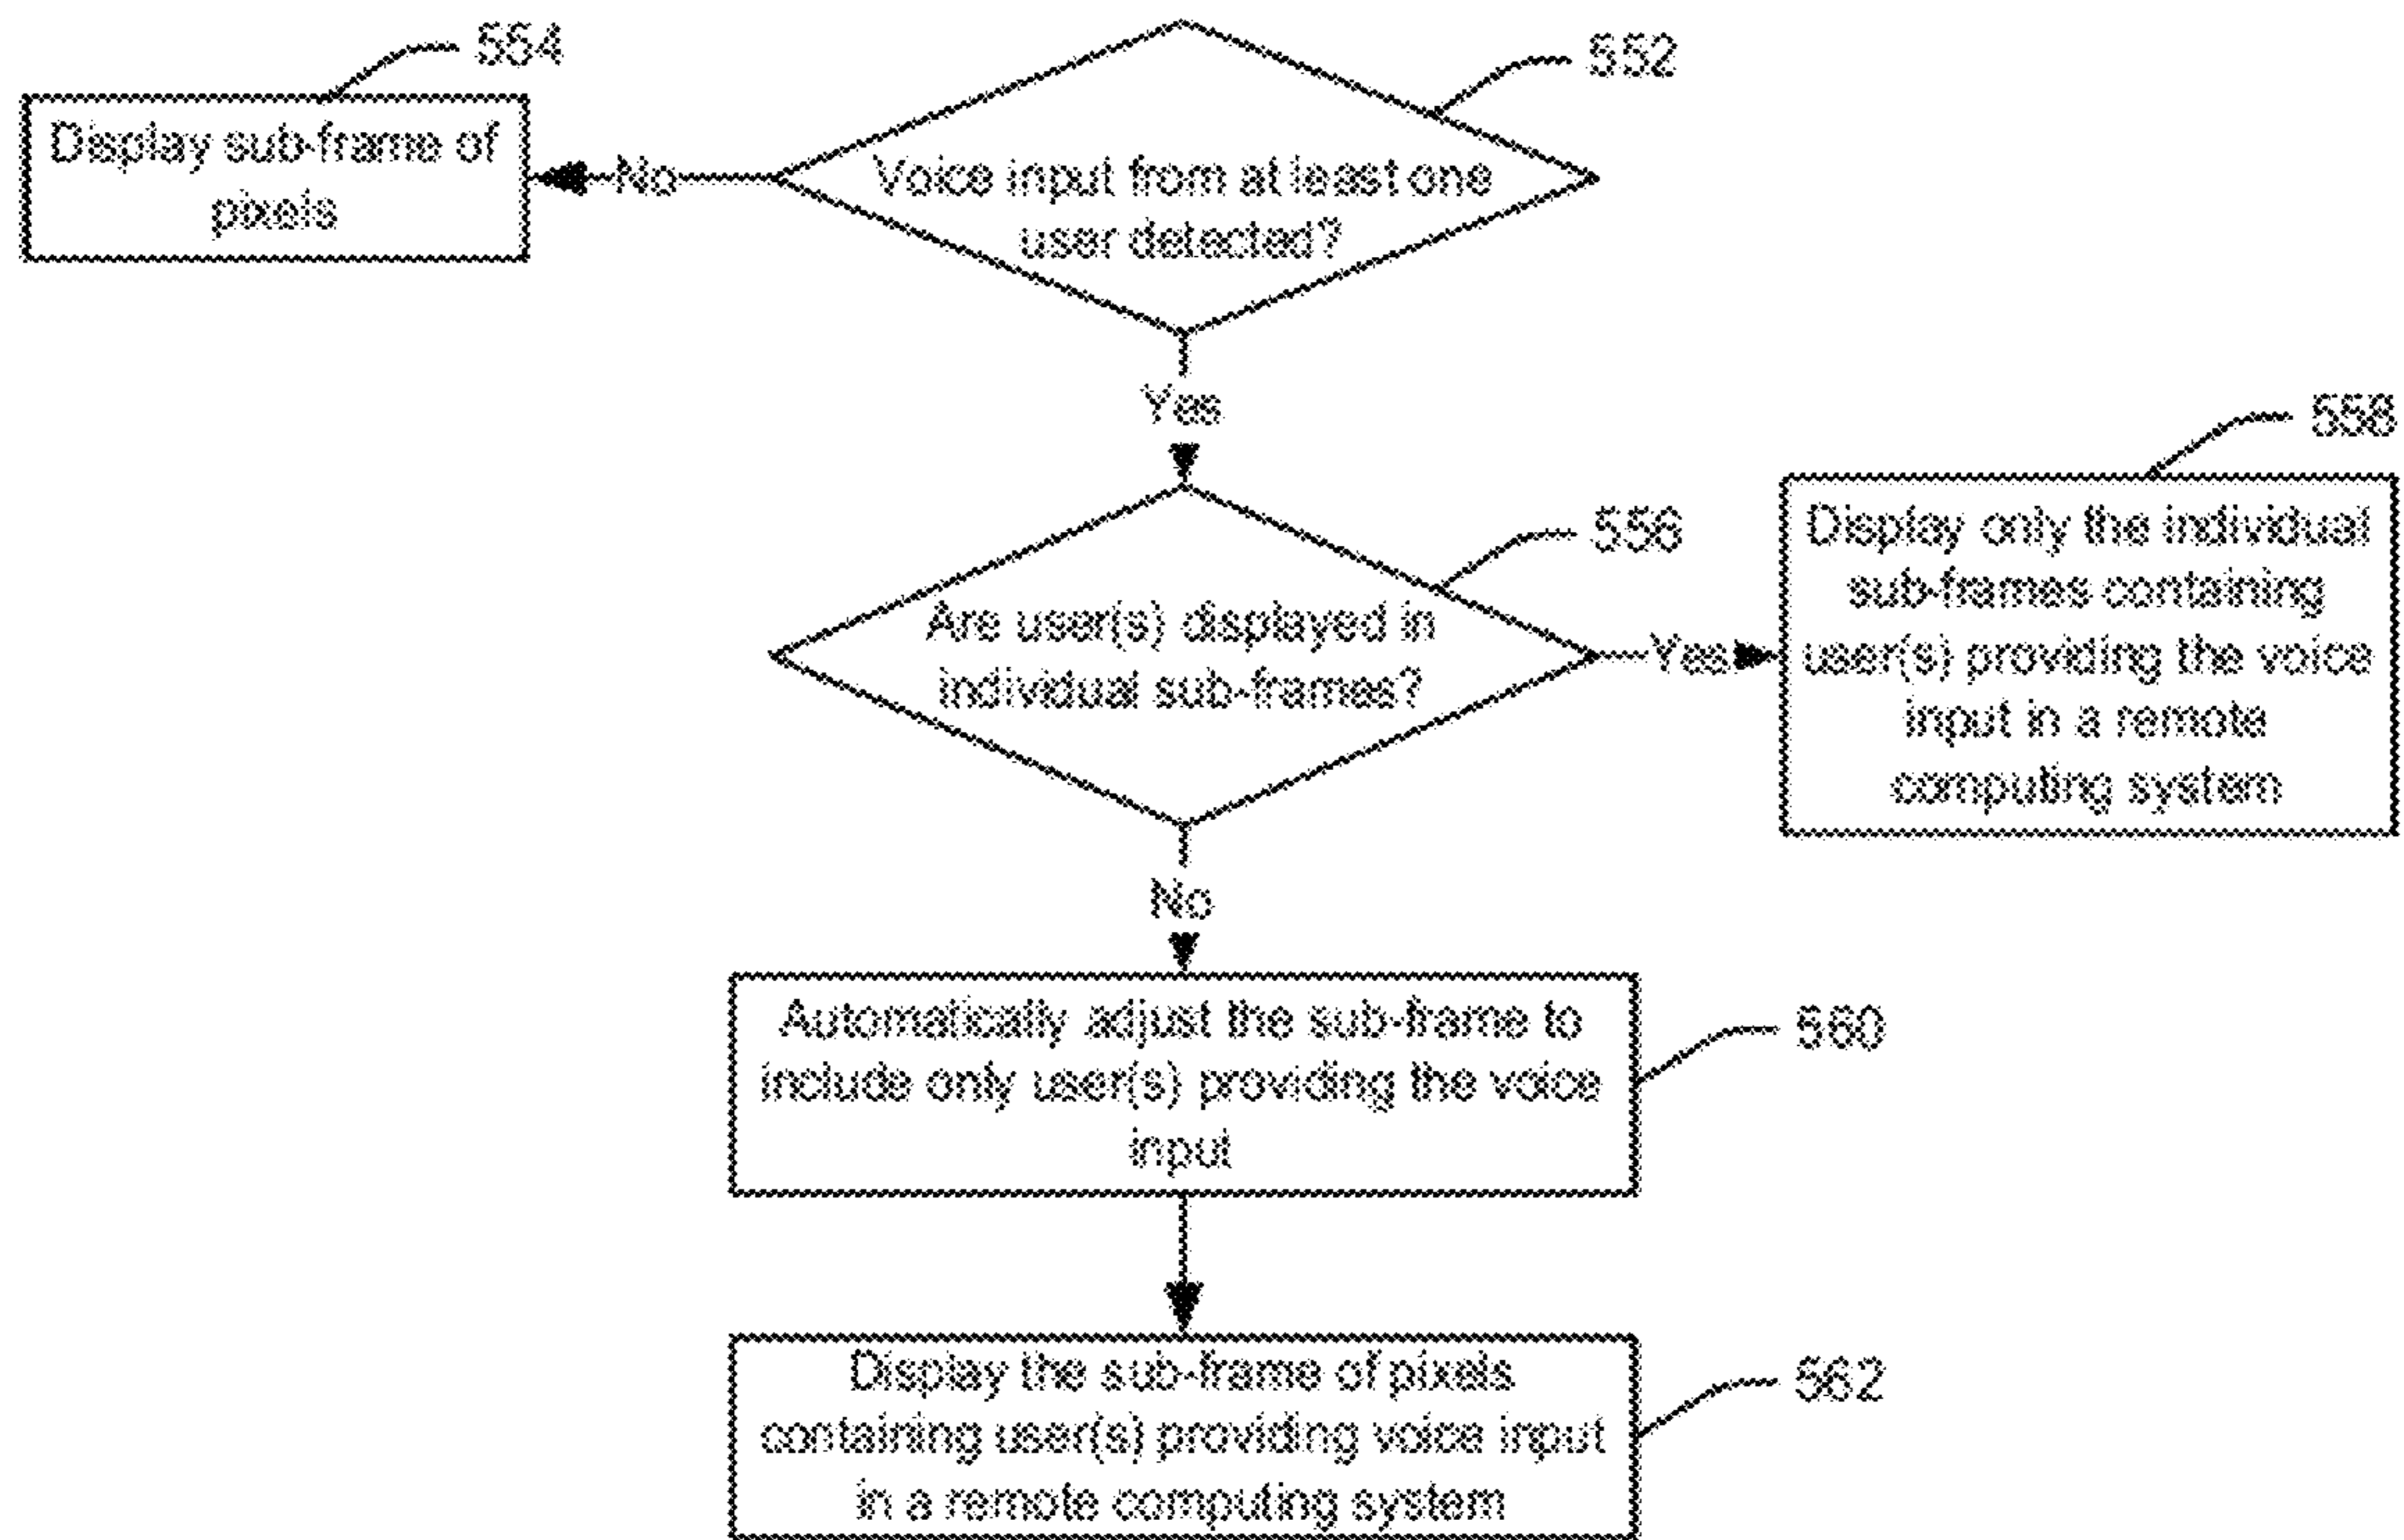 554
Display sub-frame of
pixels
No
552
Voice input from at least one
user detected?
Yes
556
Are user(s) displayed in
individual sub-frames?
Yes
558
Display only the individual
sub-frames containing
user(s) providing the voice
input in a remote
computing system
No
Automatically adjust the sub-frame to
include only user(s) providing the voice
input
560
Display the sub-frame of pixels
containing user(s) providing voice input
in a remote computing system
562